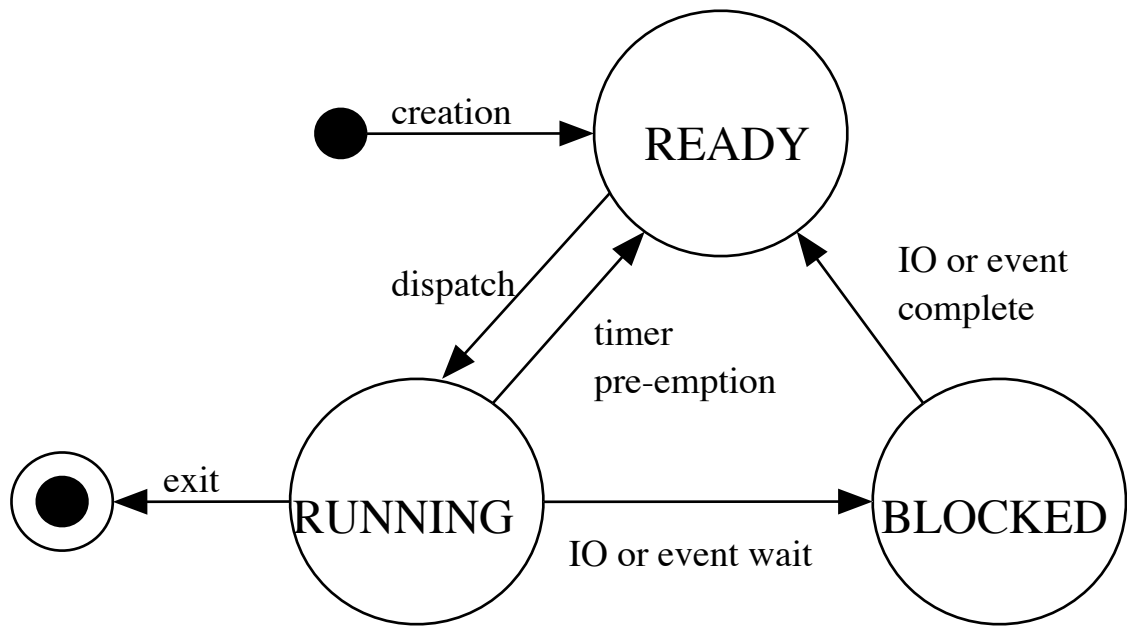 creation
READY
dispatch
IO or event
complete
timer
pre-emption
exit
RUNNING
BLOCKED
IO or event wait